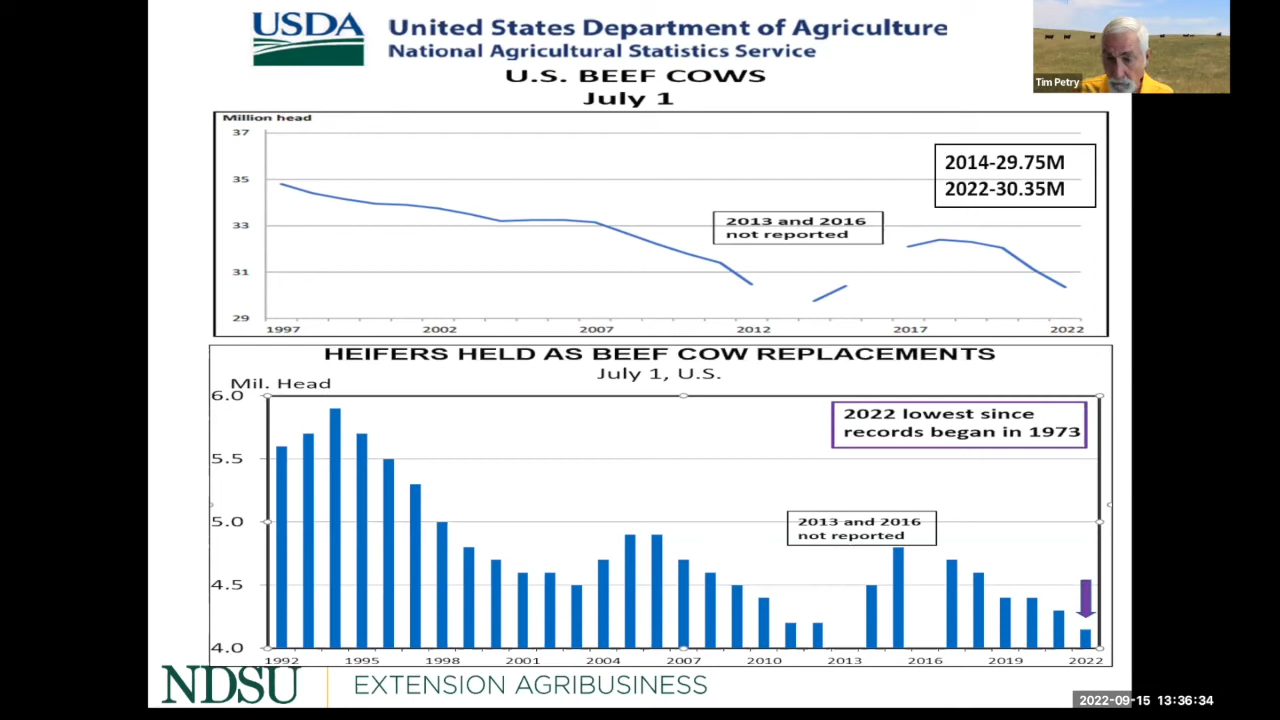 USDA
United States Department of Agriculture
National Agricultural Statistics Service
Tim Petry
U.S. BEEF COWS
July 1
Million head
37
35
33
31
29
2014-29.75M
2022-30.35M
2013 and 2016
not reported
1997 2002 2007 2012 2017 2022
HEIFERS HELD AS BEEF COW REPLACEMENTS
July 1, U.S.
Mil. Head
6.0
5.5
5.0
4.5
4.0
2022 lowest since
records began in 1973
2013 and 2016
not reported
1992 1995 1998 2001 2004 2007 2010 2013 2016 2019 2022
NDSU EXTENSION AGRIBUSINESS
2022-09-15 13:36:34